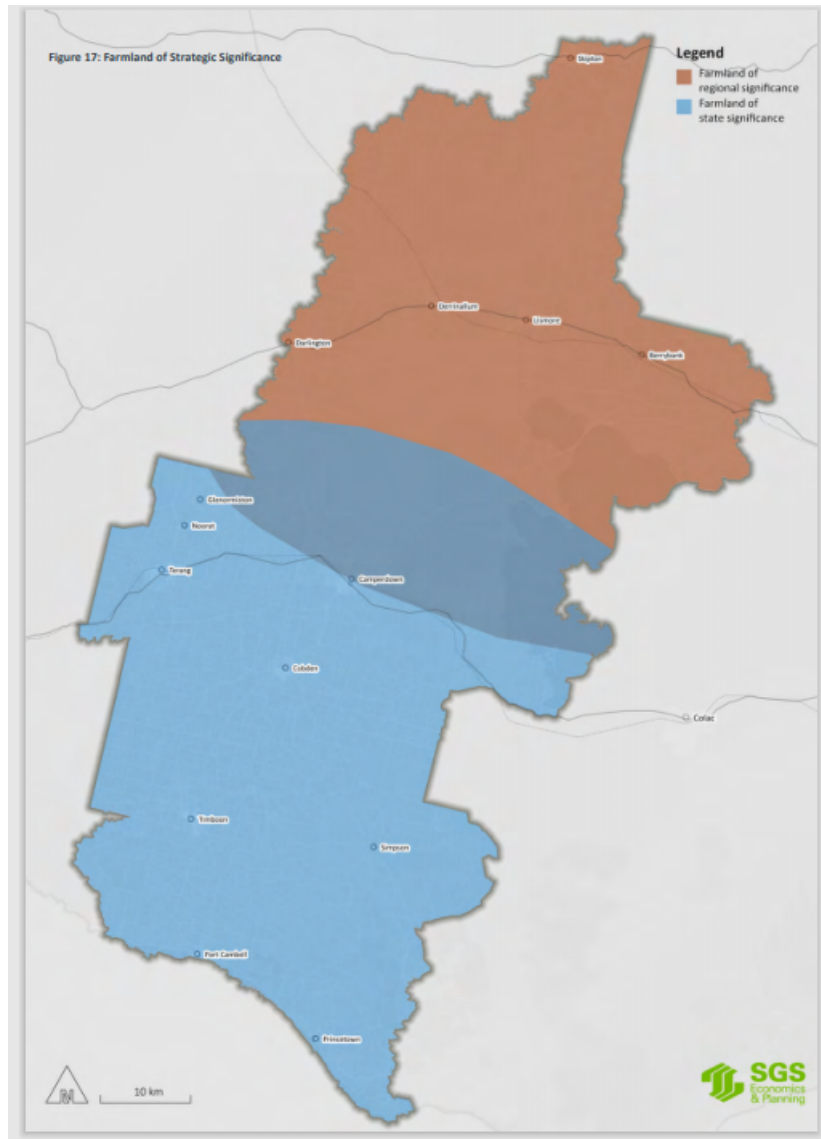 Figure 17: Farmland of Strategic Significance
Legend
Farmland of
regional significance
Farmland of
state significance
Skipton
Derrinallum
Lismore
Darlington
Berrybank
Glenormiston
Noorat
Terang
Camperdown
Cobden
Colac
Timboon
Simpson
Port Cambell
Princetown
N
10 km
SGS
Economics
& Planning